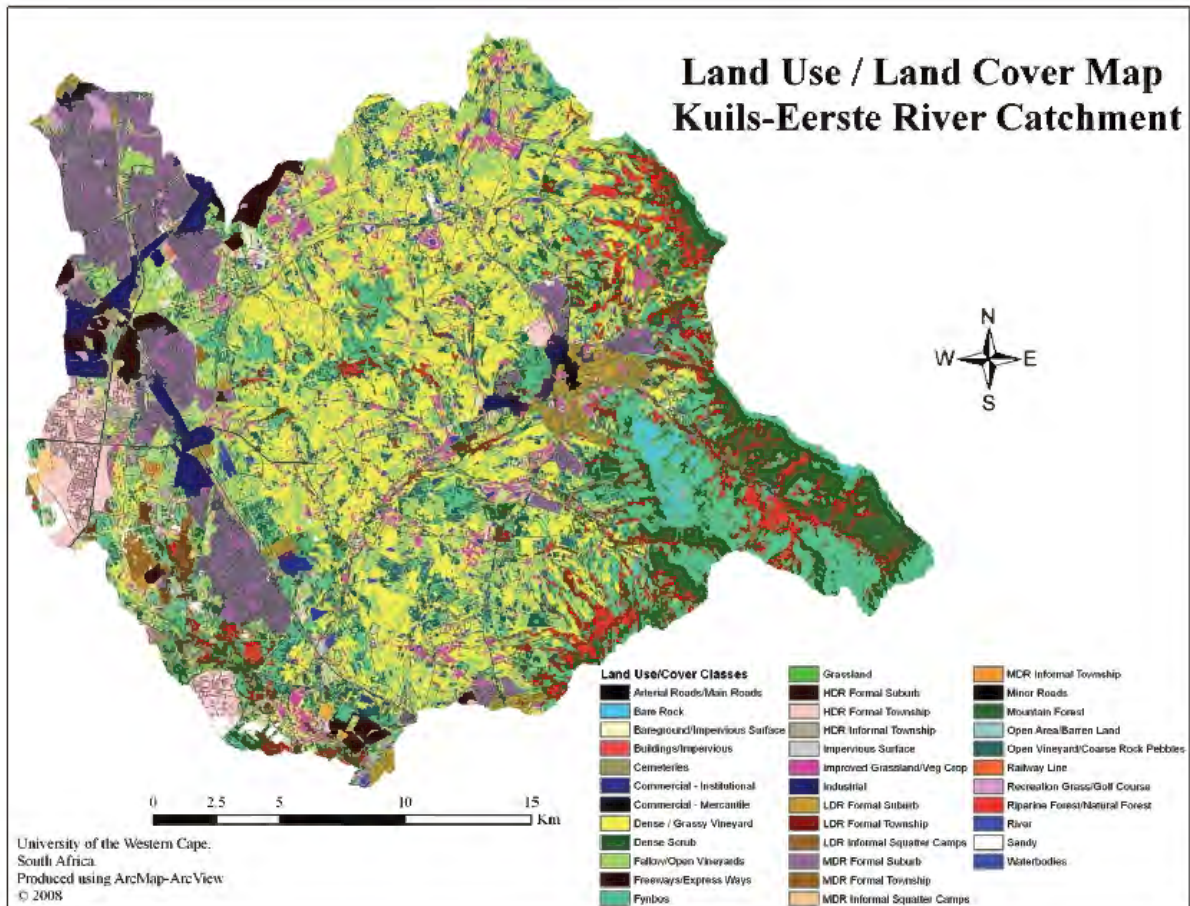 Land Use / Land Cover Map
Kuils-Eerste River Catchment
N
W E
S
Land Use/Cover Classes
Arterial Roads/Main Roads
Bare Rock
Bareground/Impervious Surface
Buildings/Impervious
Cemeteries
Commercial - Institutional
Commercial - Mercantile
Dense / Grassy Vineyard
Dense Scrub
Fallow/Open Vineyards
Freeways/Express Ways
Fynbos
Grassland
HDR Formal Suburb
HDR Formal Township
HDR Informal Township
Impervious Surface
Improved Grassland/Veg Crop
Industrial
LDR Formal Suburb
LDR Formal Township
LDR Informal Squatter Camps
MDR Formal Suburb
MDR Formal Township
MDR Informal Squatter Camps
MDR Informal Township
Minor Roads
Mountain Forest
Open Area/Barren Land
Open Vineyard/Coarse Rock Pebbles
Railway Line
Recreation Grass/Golf Course
Riparine Forest/Natural Forest
River
Sandy
Waterbodies
0 2.5 5 10 15
Km
University of the Western Cape,
South Africa.
Produced using ArcMap-ArcView
© 2008